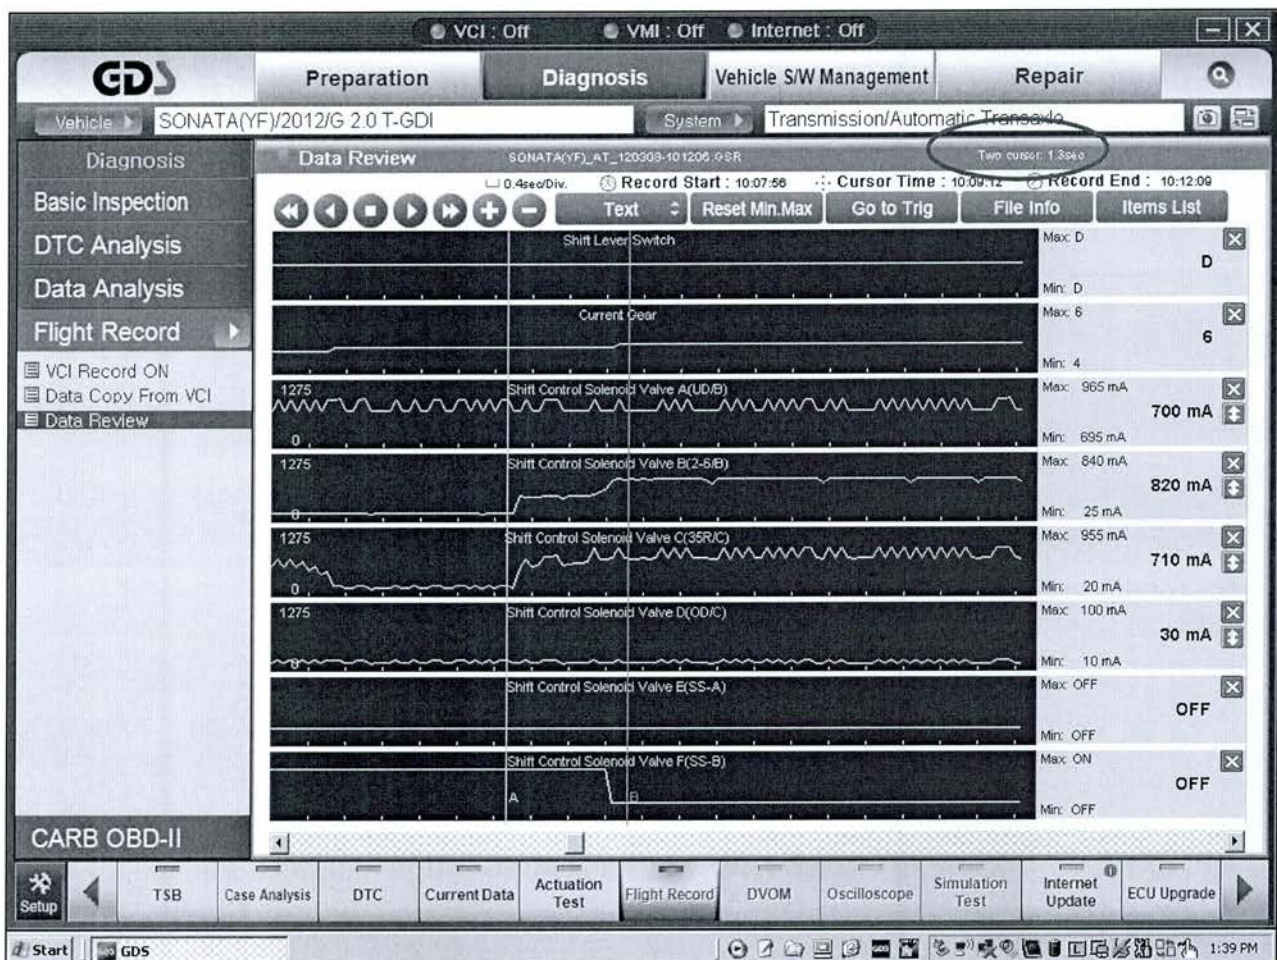 VCI : Off VMI : Off Internet : Off
GDS Preparation Diagnosis Vehicle S/W Management Repair
Vehicle SONATA(YF)/2012/G 2.0 T-GDI System Transmission/Automatic Transaxle
Diagnosis
Basic Inspection
DTC Analysis
Data Analysis
Flight Record
VCI Record ON
Data Copy From VCI
Data Review
CARB OBD-II
Data Review SONATA(YF)_AT_120309-101206.GSR Two cursor: 1.3sec
0.4sec/Div. Record Start : 10:07:56 Cursor Time : 10:09:12 Record End : 10:12:09
Text Reset Min.Max Go to Trig File Info Items List
Shift Lever Switch
Max: D
D
Min: D
Current Gear
Max: 6
6
Min: 4
1275 Shift Control Solenoid Valve A(UD/B)
Max: 965 mA
700 mA
0 Min: 695 mA
1275 Shift Control Solenoid Valve B(2-6/B)
Max: 840 mA
820 mA
0 Min: 25 mA
1275 Shift Control Solenoid Valve C(35R/C)
Max: 955 mA
710 mA
0 Min: 20 mA
1275 Shift Control Solenoid Valve D(OD/C)
Max: 100 mA
30 mA
0 Min: 10 mA
Shift Control Solenoid Valve E(SS-A)
Max: OFF
OFF
Min: OFF
Shift Control Solenoid Valve F(SS-B)
Max: ON
OFF
A B
Min: OFF
Setup TSB Case Analysis DTC Current Data Actuation Test Flight Record DVOM Oscilloscope Simulation Test Internet Update ECU Upgrade
Start GDS 1:39 PM